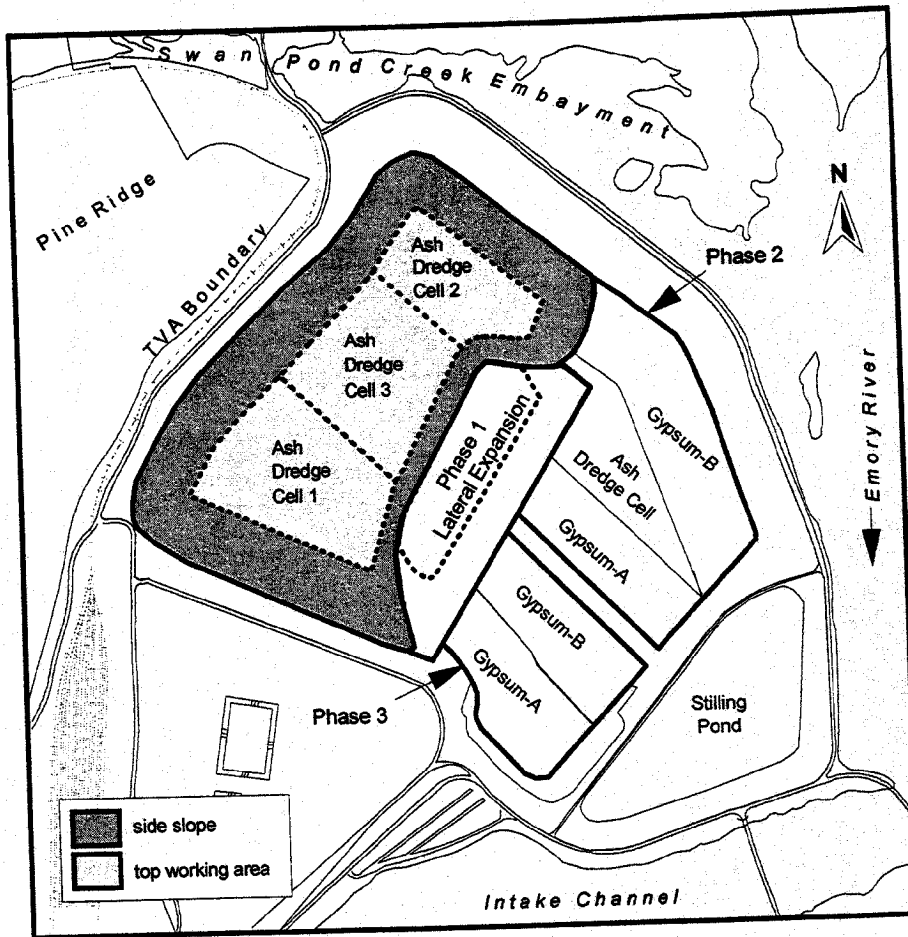 Swan Pond Creek Embayment
Pine Ridge
TVA Boundary
N
Phase 2
Ash
Dredge
Cell 2
Ash
Dredge
Cell 3
Ash
Dredge
Cell 1
Phase 1
Lateral Expansion
Gypsum-B
Ash
Dredge Cell
Gypsum-A
Emory River
Gypsum-B
Gypsum-A
Phase 3
Stilling
Pond
side slope
top working area
Intake Channel